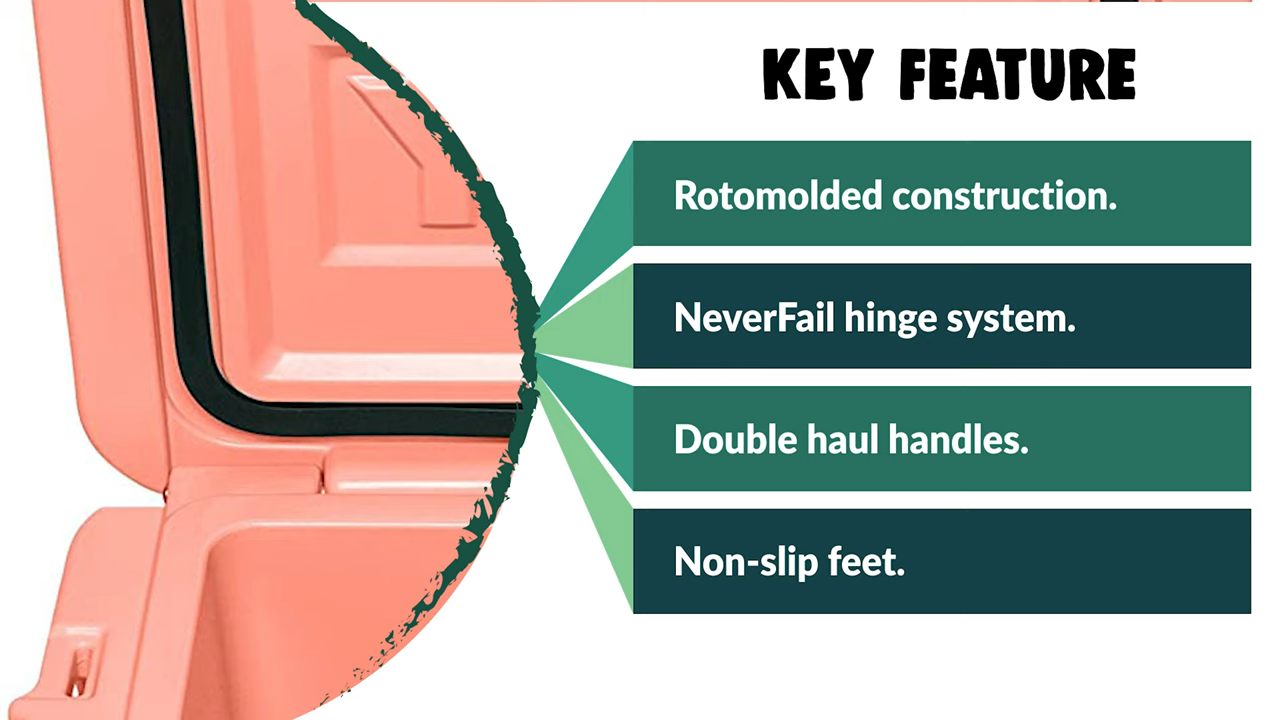 KEY FEATURE
Rotomolded construction.
NeverFail hinge system.
Double haul handles.
Non-slip feet.